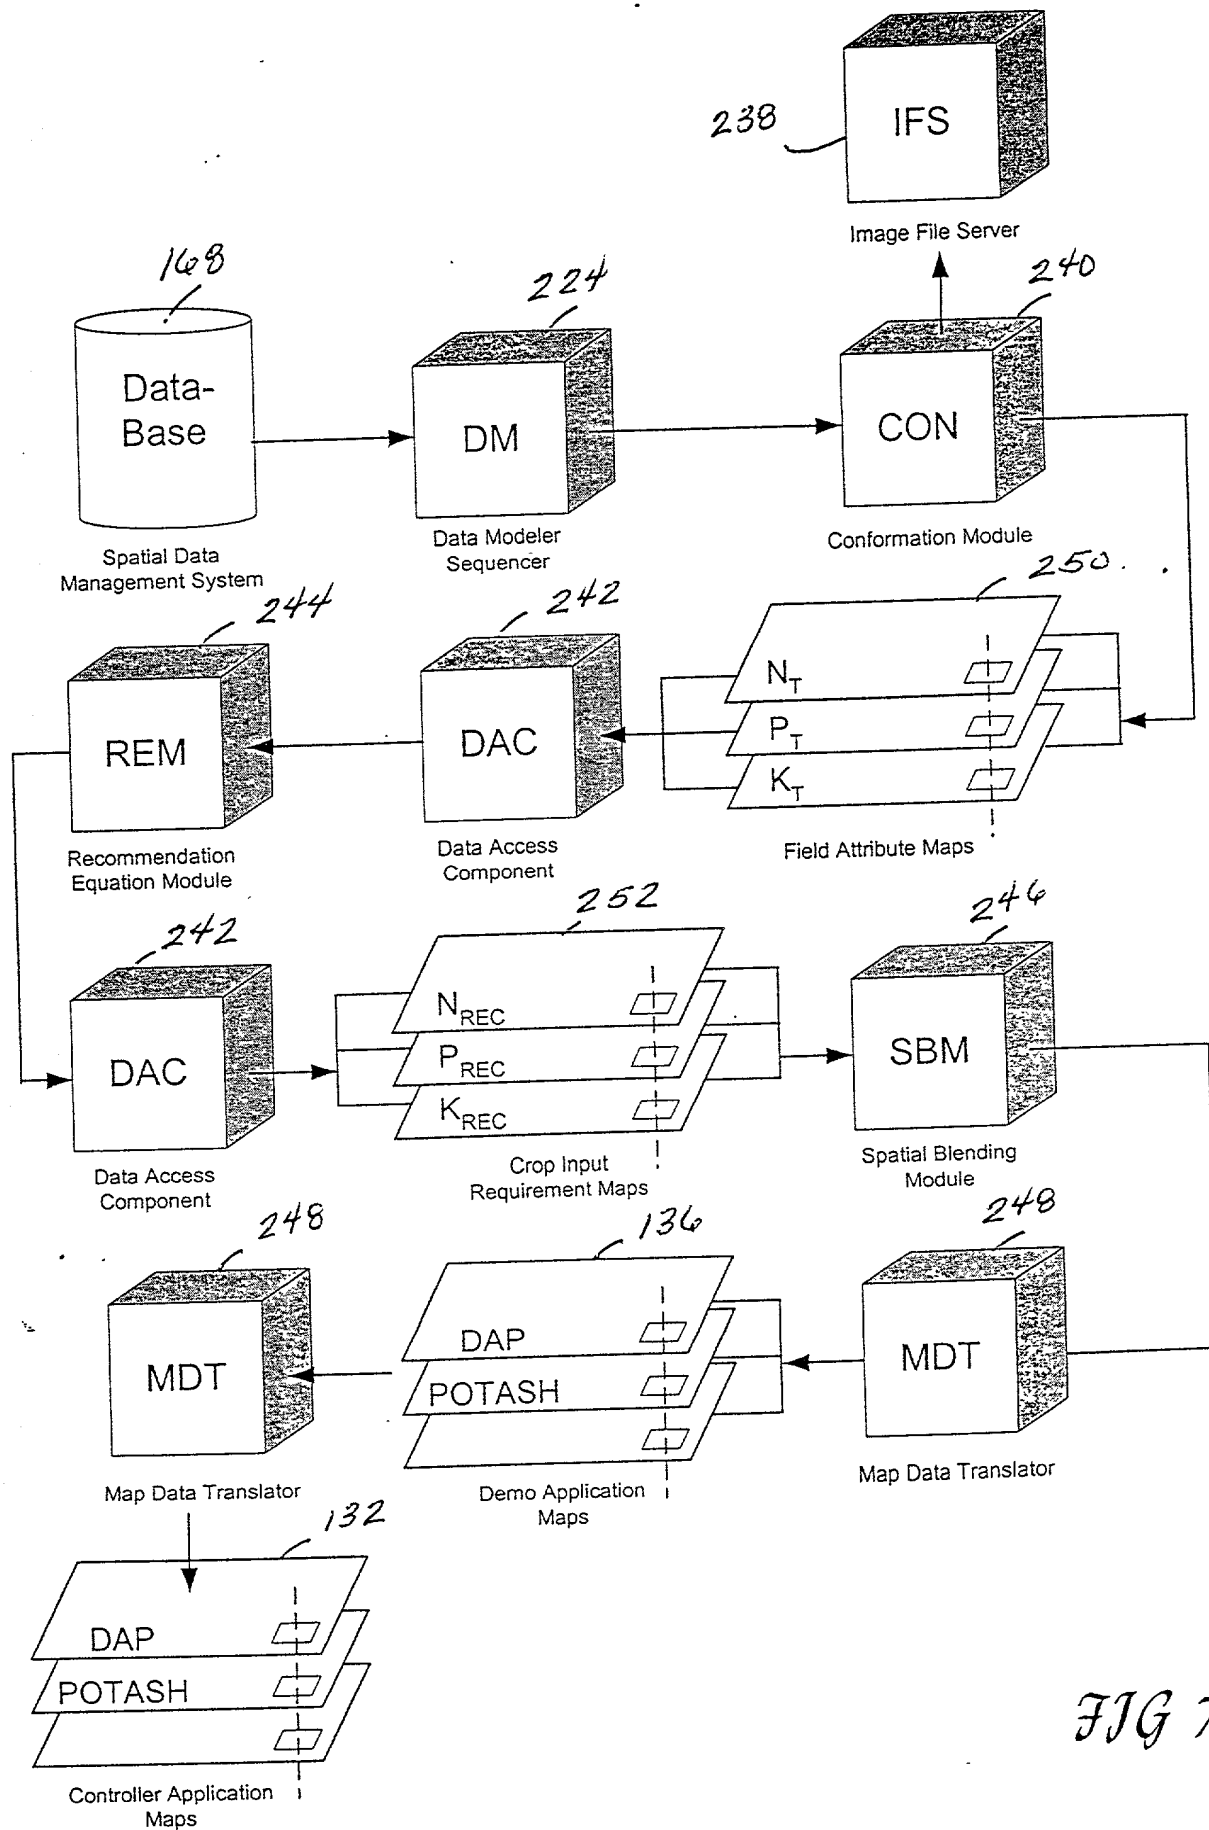 238
IFS
Image File Server
168
224
240
Data-
Base
DM
CON
Spatial Data
Management System
Data Modeler
Sequencer
Conformation Module
244
242
250
REM
DAC
N_T
P_T
K_T
Recommendation
Equation Module
Data Access
Component
Field Attribute Maps
242
252
246
DAC
N_REC
P_REC
K_REC
SBM
Data Access
Component
Crop Input
Requirement Maps
Spatial Blending
Module
248
136
248
MDT
DAP
POTASH
MDT
Map Data Translator
Demo Application
Maps
Map Data Translator
132
DAP
POTASH
Controller Application
Maps
FIG 7